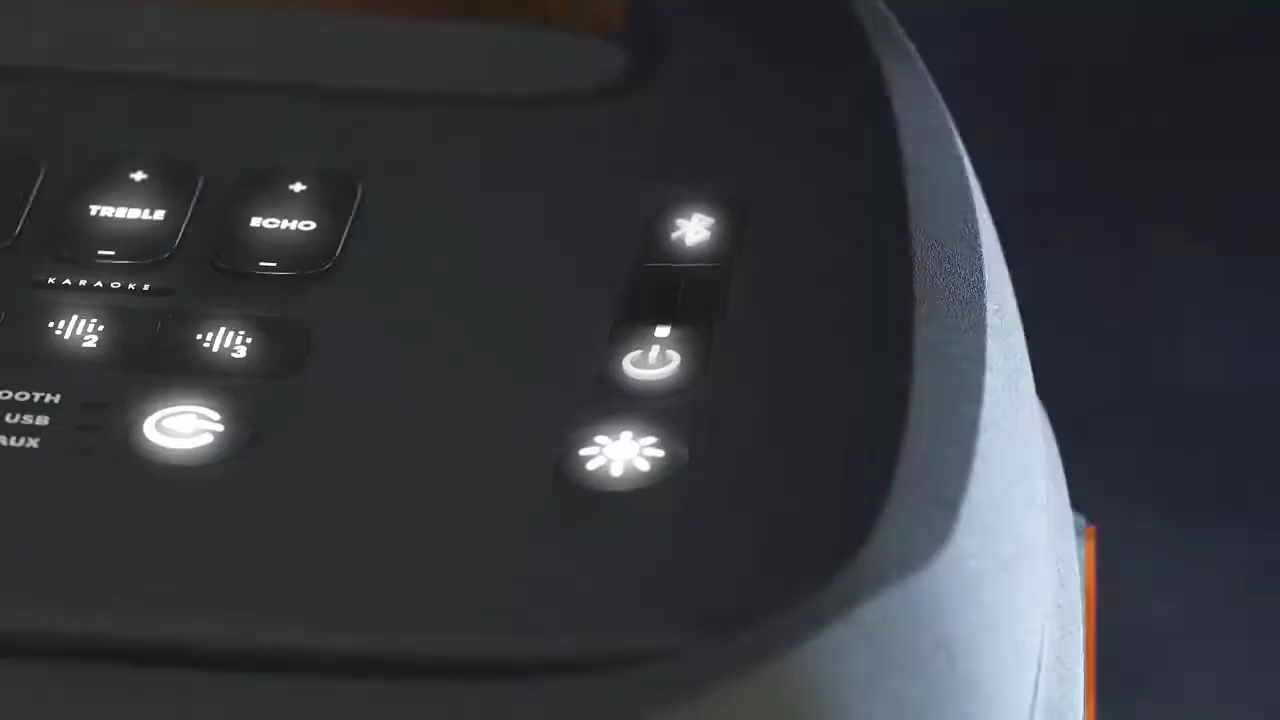 + +
TREBLE ECHO
- -
KARAOKE
2 3
OOTH
USB
AUX